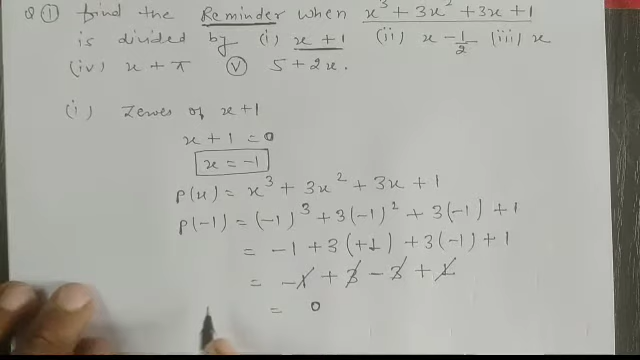 Q ① Find the Reminder when x³ + 3x² + 3x + 1
is divided by (i) x + 1 (ii) x - 1/2 (iii) x
(iv) x + π Ⓥ 5 + 2x.
(i) Zeroes of x+1
x + 1 = 0
x = -1
P(x) = x³ + 3x² + 3x + 1
P(-1) = (-1)³ + 3(-1)² + 3(-1) + 1
= -1 + 3(+1) + 3(-1) + 1
= -1 + 3 - 3 + 1
= 0